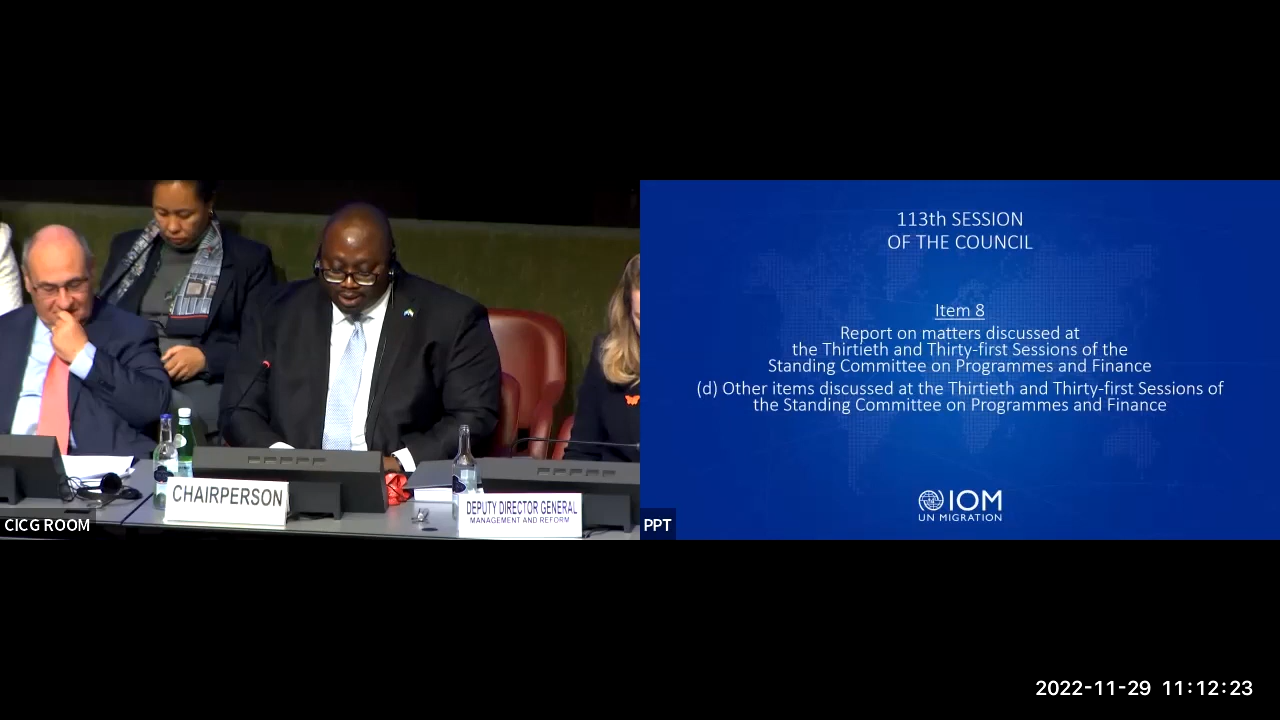 CHAIRPERSON
DEPUTY DIRECTOR GENERAL
MANAGEMENT AND REFORM
CICG ROOM
113th SESSION
OF THE COUNCIL
Item 8
Report on matters discussed at
the Thirtieth and Thirty-first Sessions of the
Standing Committee on Programmes and Finance
(d) Other items discussed at the Thirtieth and Thirty-first Sessions of
the Standing Committee on Programmes and Finance
IOM
UN MIGRATION
PPT
2022-11-29 11:12:23